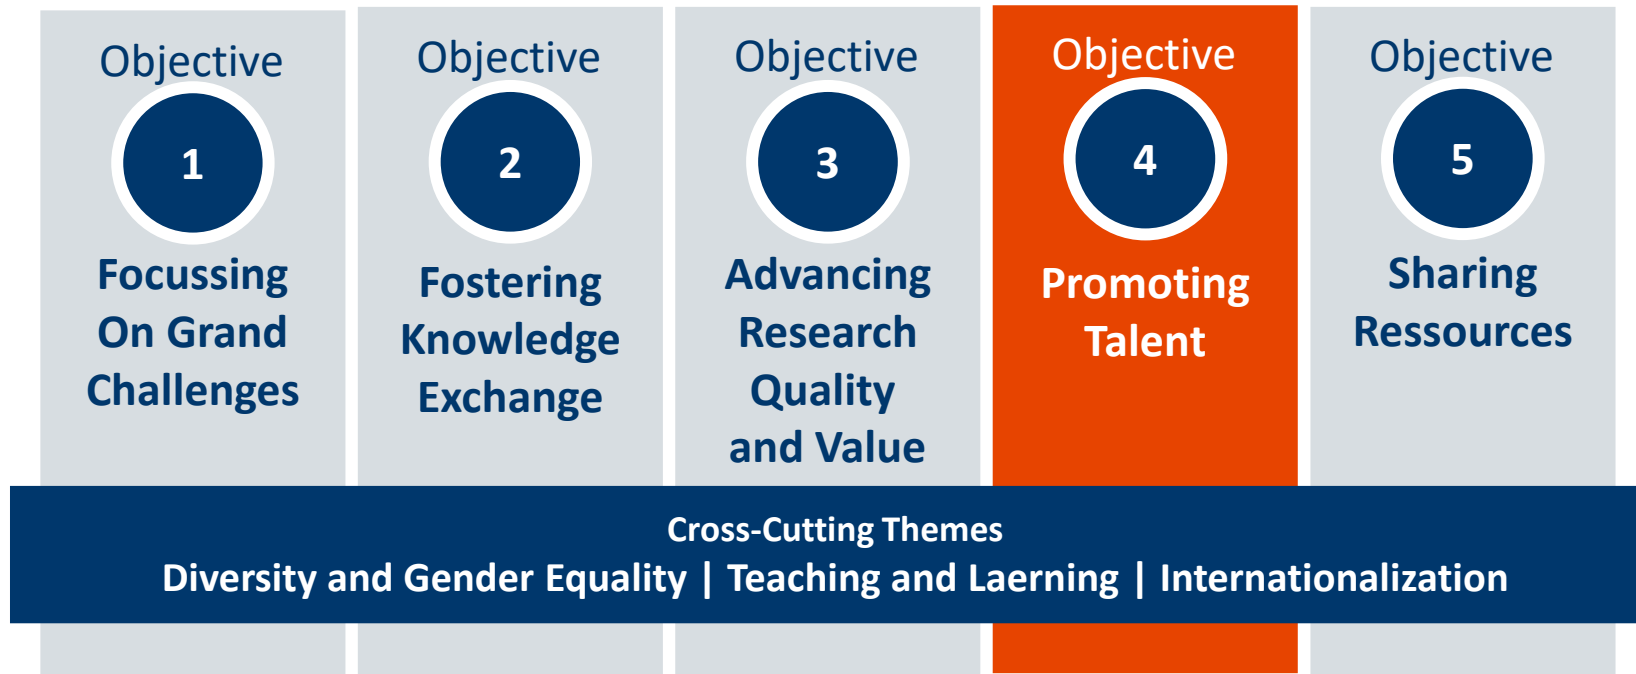 Objective
1
Focussing
On Grand
Challenges
Objective
2
Fostering
Knowledge
Exchange
Objective
3
Advancing
Research
Quality
and Value
Objective
4
Promoting
Talent
Objective
5
Sharing
Ressources
Cross-Cutting Themes
Diversity and Gender Equality | Teaching and Laerning | Internationalization